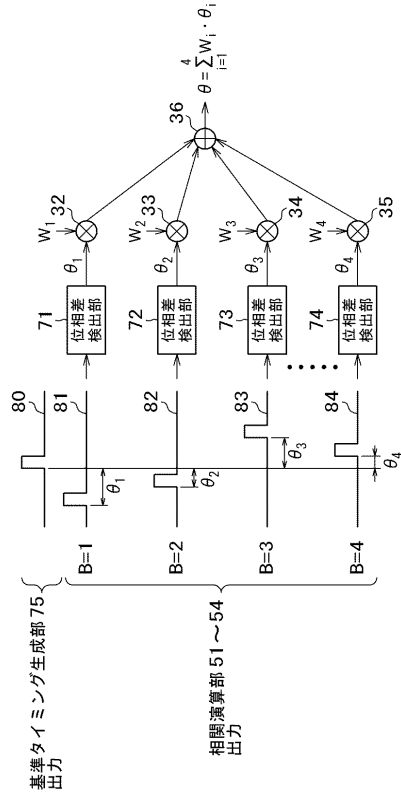 基準タイミング生成部 75
出力
80
B=1
81
θ1
71
位相差
検出部
θ1
W1
32
B=2
82
θ2
72
位相差
検出部
θ2
W2
33
B=3
83
θ3
73
位相差
検出部
θ3
W3
34
B=4
84
θ4
74
位相差
検出部
θ4
W4
35
相関演算部 51～54
出力
36
θ=∑(i=1→4) Wi・θi